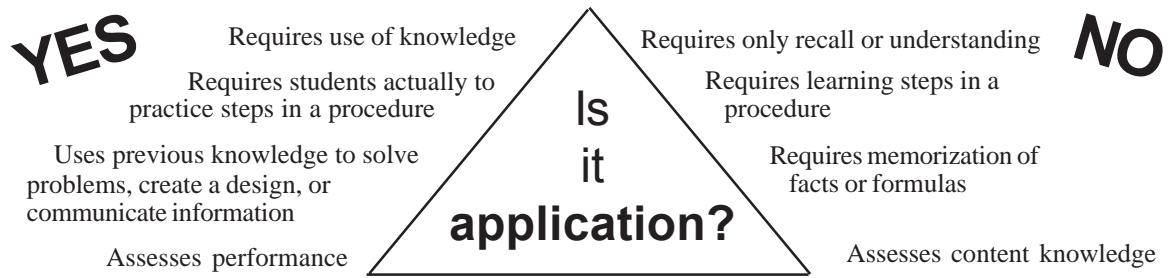 YES
Requires use of knowledge
Requires students actually to
practice steps in a procedure
Uses previous knowledge to solve
problems, create a design, or
communicate information
Assesses performance
Is
it
application?
NO
Requires only recall or understanding
Requires learning steps in a
procedure
Requires memorization of
facts or formulas
Assesses content knowledge